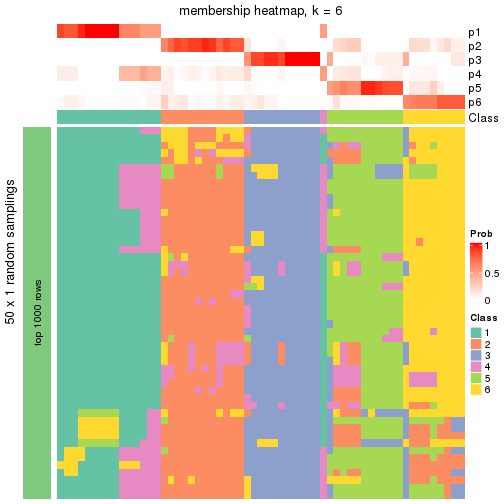 membership heatmap, k = 6
p1
p2
p3
p4
p5
p6
Class
50 x 1 random samplings
top 1000 rows
Prob
1
0.5
0
Class
1
2
3
4
5
6